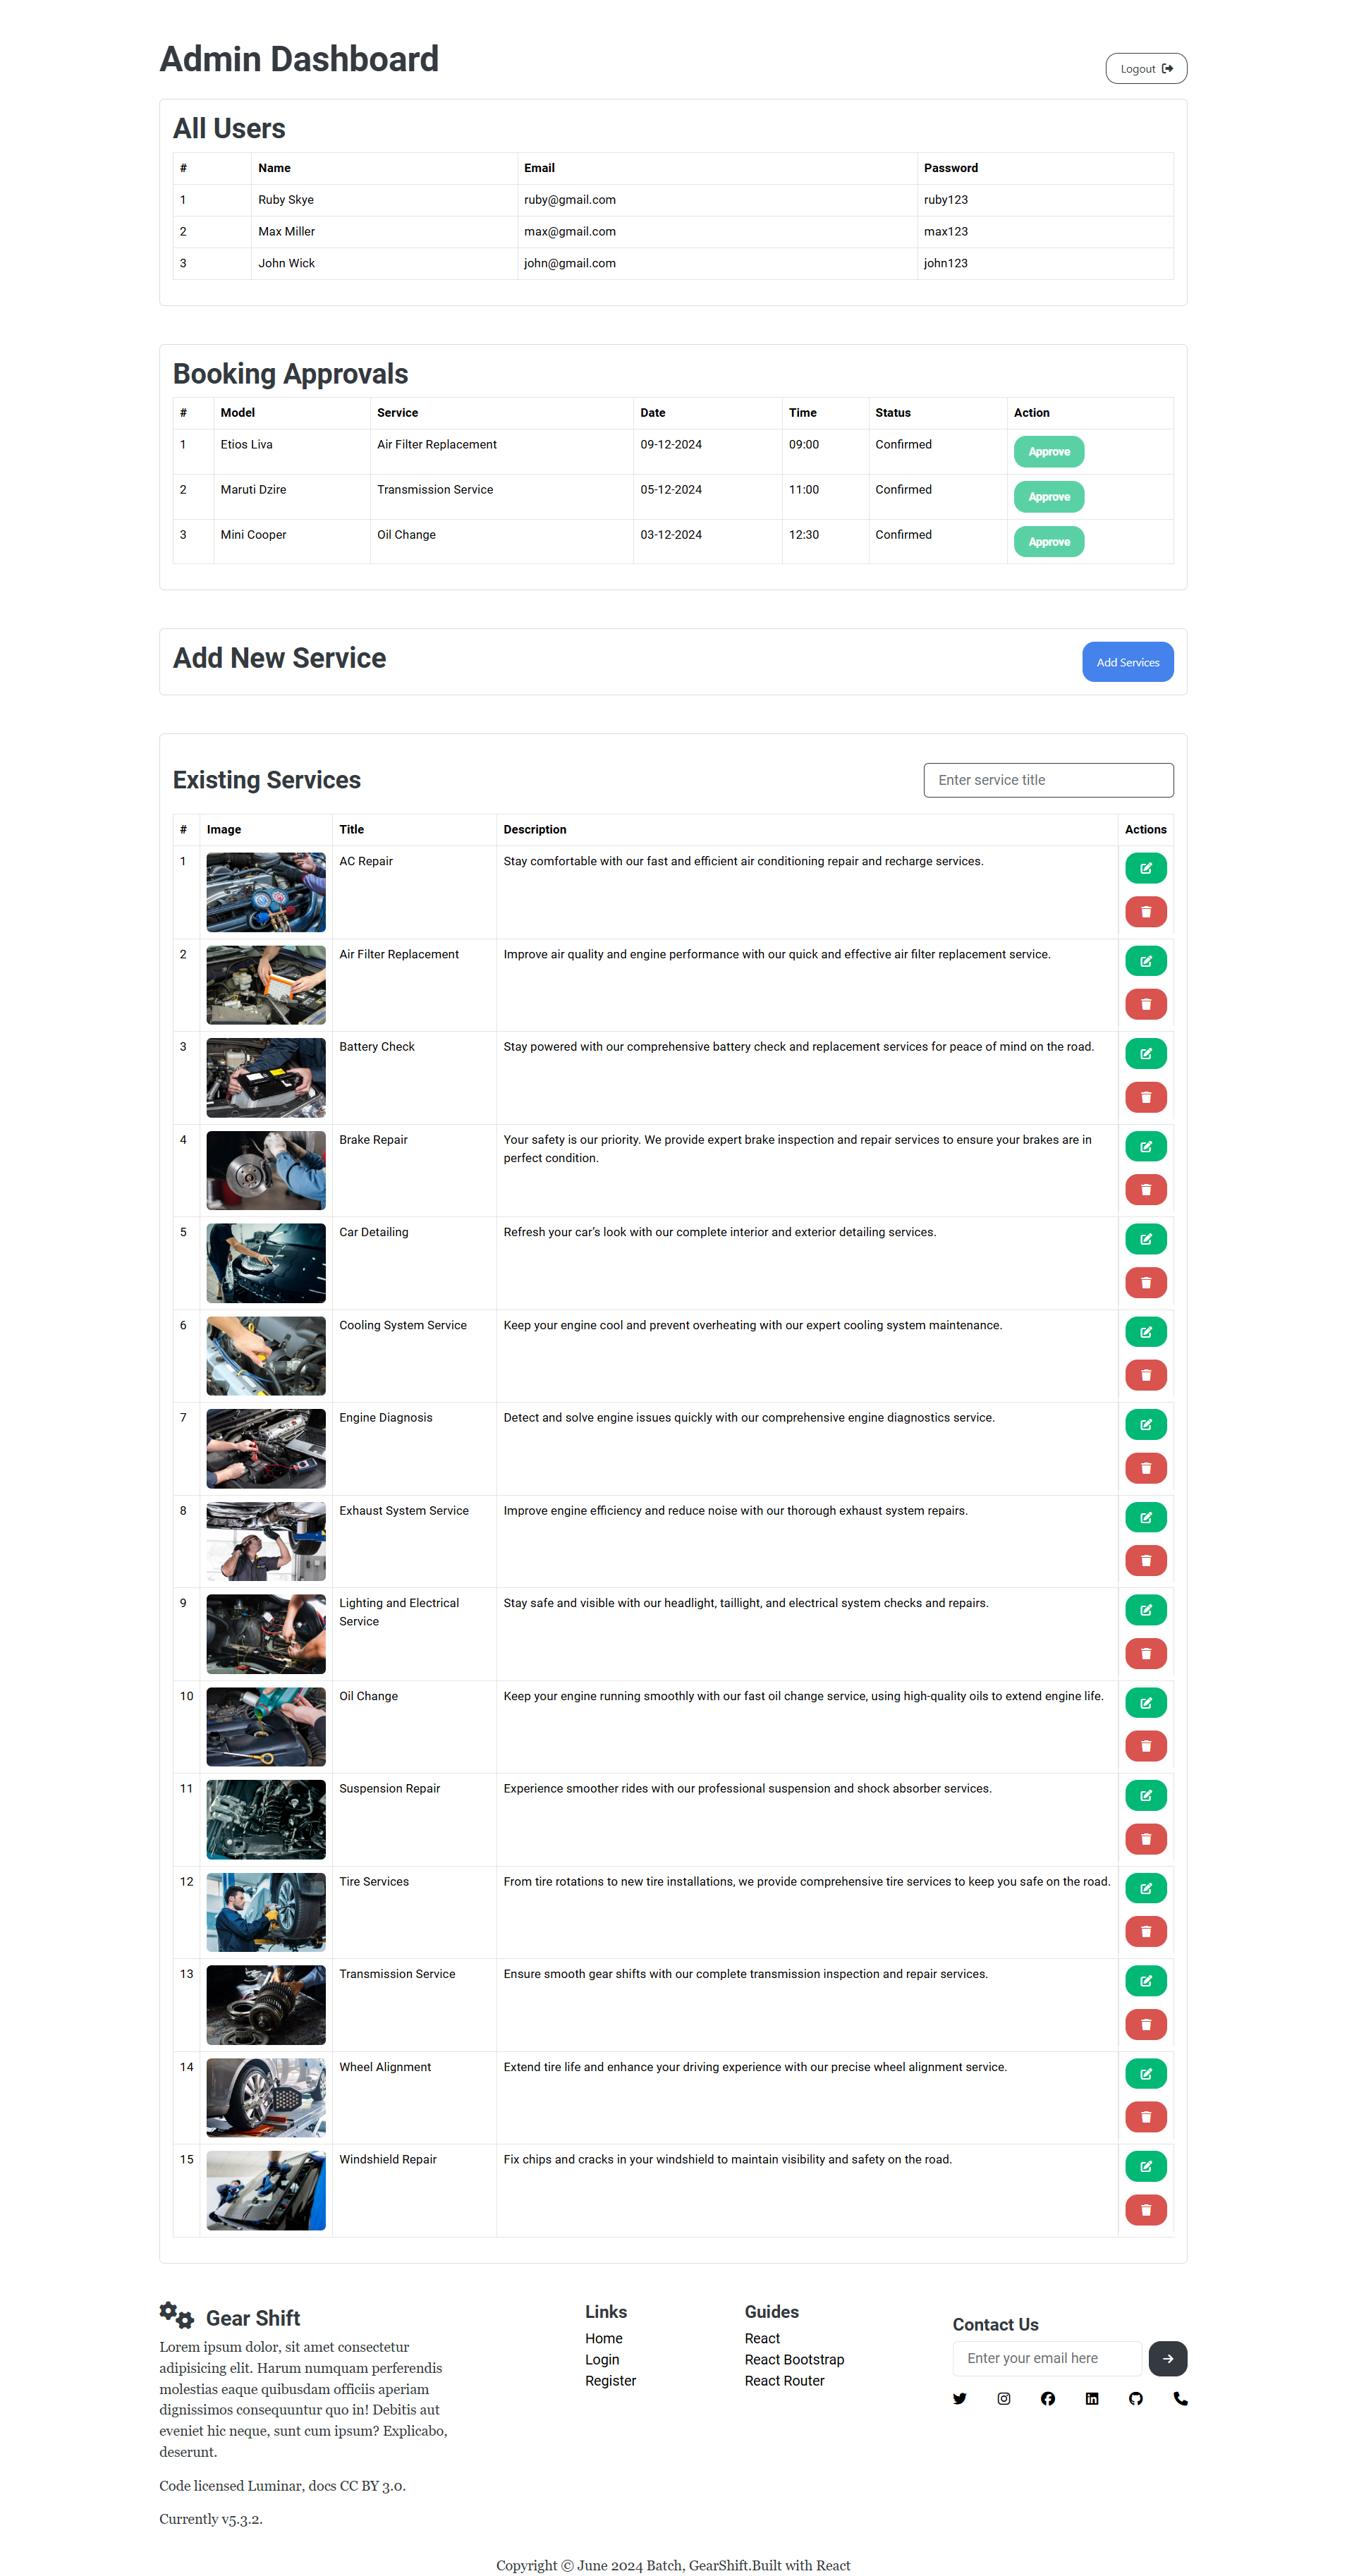 Admin Dashboard
Logout
All Users
# Name Email Password
1 Ruby Skye ruby@gmail.com ruby123
2 Max Miller max@gmail.com max123
3 John Wick john@gmail.com john123
Booking Approvals
# Model Service Date Time Status Action
1 Etios Liva Air Filter Replacement 09-12-2024 09:00 Confirmed Approve
2 Maruti Dzire Transmission Service 05-12-2024 11:00 Confirmed Approve
3 Mini Cooper Oil Change 03-12-2024 12:30 Confirmed Approve
Add New Service
Add Services
Existing Services
Enter service title
# Image Title Description Actions
1 AC Repair Stay comfortable with our fast and efficient air conditioning repair and recharge services.
2 Air Filter Replacement Improve air quality and engine performance with our quick and effective air filter replacement service.
3 Battery Check Stay powered with our comprehensive battery check and replacement services for peace of mind on the road.
4 Brake Repair Your safety is our priority. We provide expert brake inspection and repair services to ensure your brakes are in
perfect condition.
5 Car Detailing Refresh your car’s look with our complete interior and exterior detailing services.
6 Cooling System Service Keep your engine cool and prevent overheating with our expert cooling system maintenance.
7 Engine Diagnosis Detect and solve engine issues quickly with our comprehensive engine diagnostics service.
8 Exhaust System Service Improve engine efficiency and reduce noise with our thorough exhaust system repairs.
9 Lighting and Electrical Stay safe and visible with our headlight, taillight, and electrical system checks and repairs.
Service
10 Oil Change Keep your engine running smoothly with our fast oil change service, using high-quality oils to extend engine life.
11 Suspension Repair Experience smoother rides with our professional suspension and shock absorber services.
12 Tire Services From tire rotations to new tire installations, we provide comprehensive tire services to keep you safe on the road.
13 Transmission Service Ensure smooth gear shifts with our complete transmission inspection and repair services.
14 Wheel Alignment Extend tire life and enhance your driving experience with our precise wheel alignment service.
15 Windshield Repair Fix chips and cracks in your windshield to maintain visibility and safety on the road.
Gear Shift
Lorem ipsum dolor, sit amet consectetur
adipisicing elit. Harum numquam perferendis
molestias eaque quibusdam officiis aperiam
dignissimos consequuntur quo in! Debitis aut
eveniet hic neque, sunt cum ipsum? Explicabo,
deserunt.
Code licensed Luminar, docs CC BY 3.0.
Currently v5.3.2.
Links
Home
Login
Register
Guides
React
React Bootstrap
React Router
Contact Us
Enter your email here
Copyright © June 2024 Batch, GearShift.Built with React